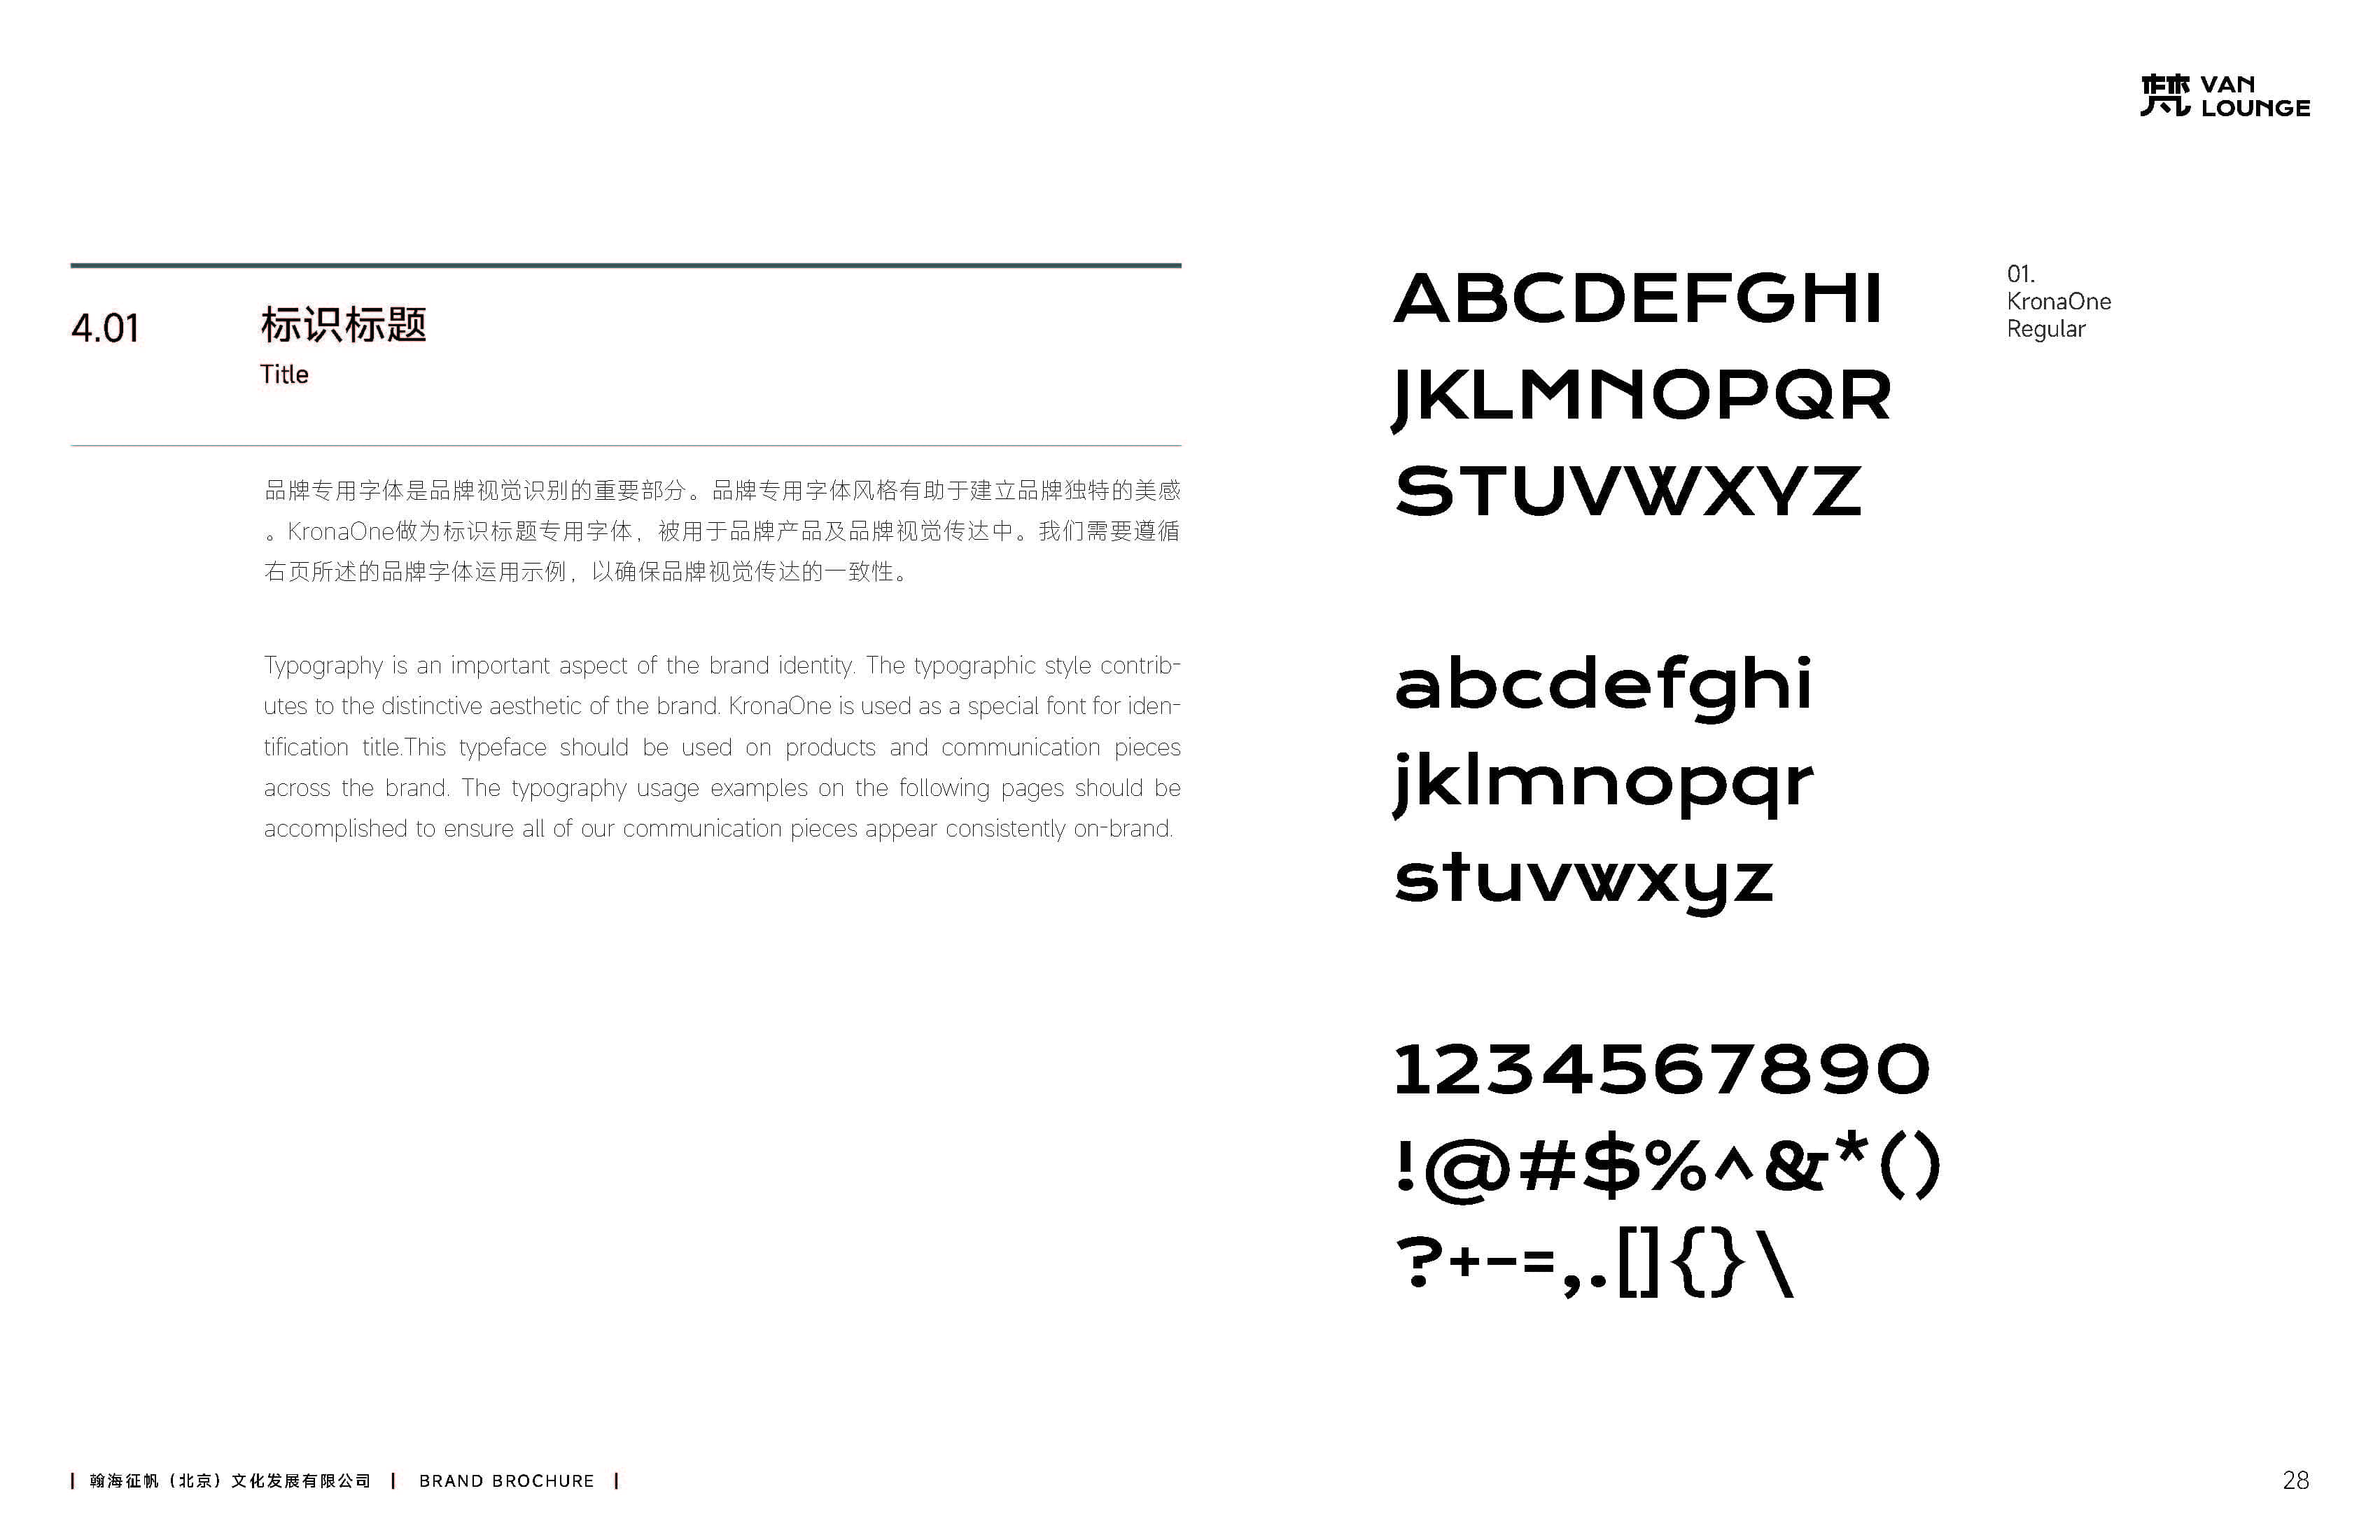 梵 VAN
LOUNGE
4.01
标识标题
Title
品牌专用字体是品牌视觉识别的重要部分。品牌专用字体风格有助于建立品牌独特的美感
。KronaOne做为标识标题专用字体，被用于品牌产品及品牌视觉传达中。我们需要遵循
右页所述的品牌字体运用示例，以确保品牌视觉传达的一致性。
Typography is an important aspect of the brand identity. The typographic style contrib-
utes to the distinctive aesthetic of the brand. KronaOne is used as a special font for iden-
tification title.This typeface should be used on products and communication pieces
across the brand. The typography usage examples on the following pages should be
accomplished to ensure all of our communication pieces appear consistently on-brand.
ABCDEFGHI
JKLMNOPQR
STUVWXYZ
abcdefghi
jklmnopqr
stuvwxyz
1234567890
!@#$%^&*()
?+-=,.[]{}\
01.
KronaOne
Regular
| 翰海征帆（北京）文化发展有限公司 | BRAND BROCHURE |
28